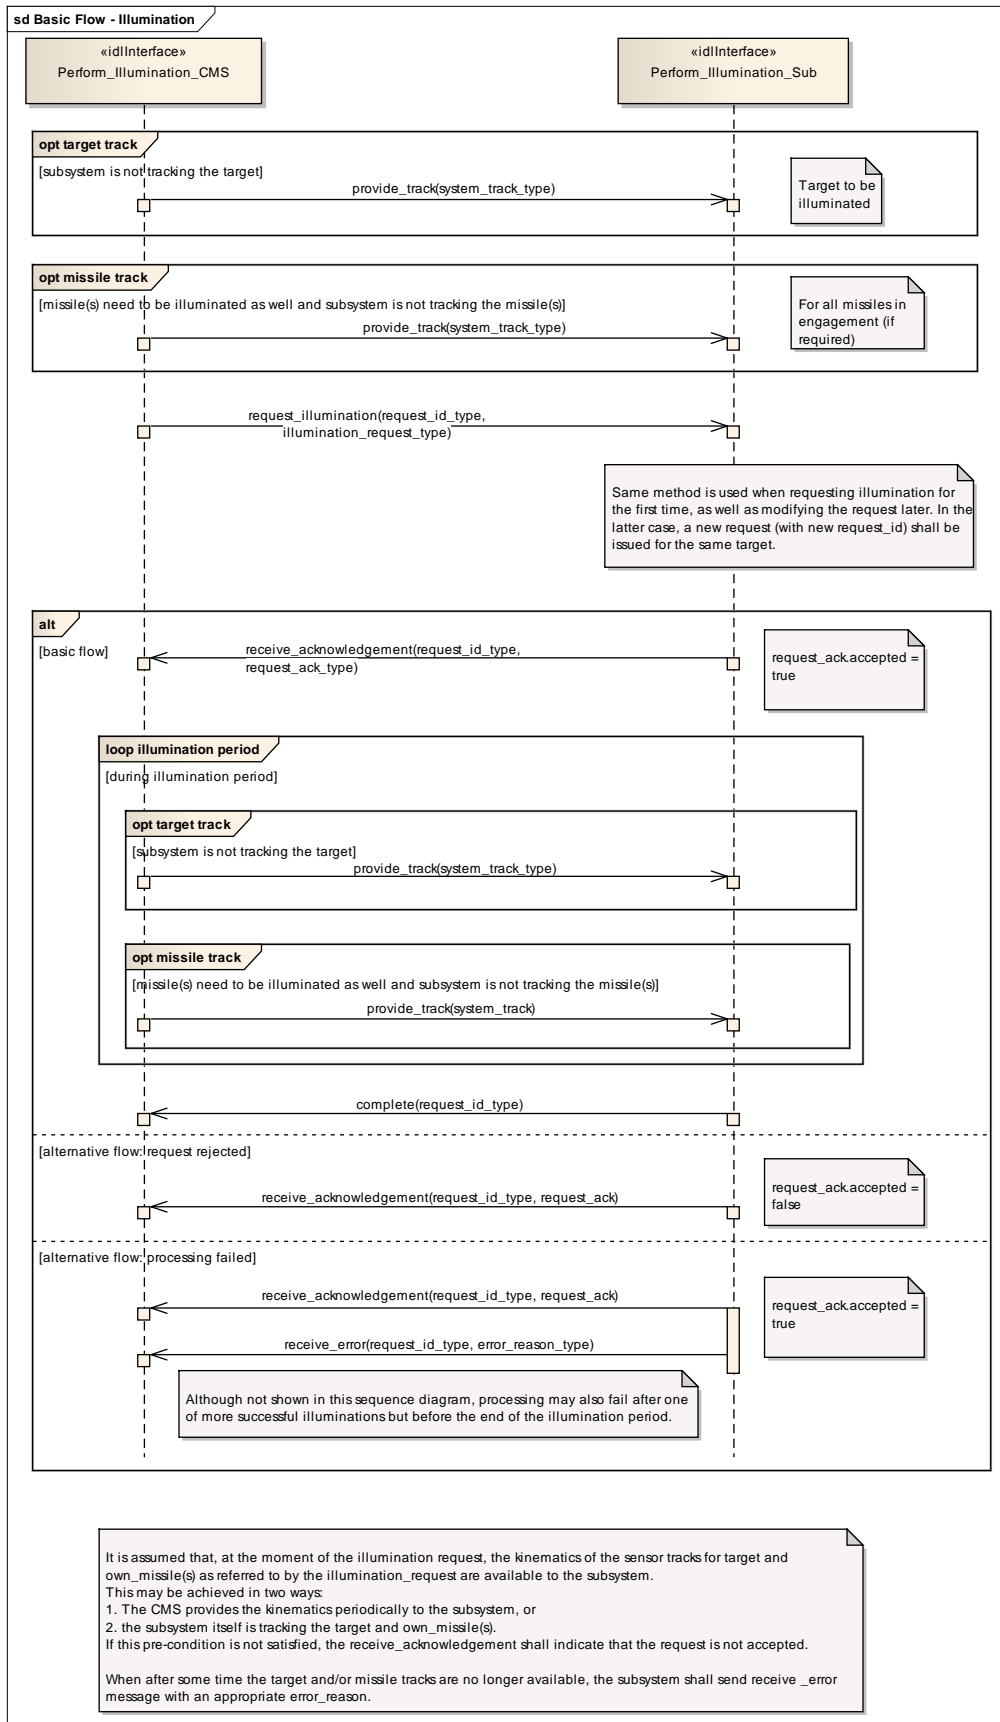 sd Basic Flow - Illumination
«idlInterface»
Perform_Illumination_CMS
«idlInterface»
Perform_Illumination_Sub
opt target track
[subsystem is not tracking the target]
provide_track(system_track_type)
Target to be
illuminated
opt missile track
[missile(s) need to be illuminated as well and subsystem is not tracking the missile(s)]
provide_track(system_track_type)
For all missiles in
engagement (if
required)
request_illumination(request_id_type,
illumination_request_type)
Same method is used when requesting illumination for
the first time, as well as modifying the request later. In the
latter case, a new request (with new request_id) shall be
issued for the same target.
alt
[basic flow]
receive_acknowledgement(request_id_type,
request_ack_type)
request_ack.accepted =
true
loop illumination period
[during illumination period]
opt target track
[subsystem is not tracking the target]
provide_track(system_track_type)
opt missile track
[missile(s) need to be illuminated as well and subsystem is not tracking the missile(s)]
provide_track(system_track)
complete(request_id_type)
[alternative flow: request rejected]
receive_acknowledgement(request_id_type, request_ack)
request_ack.accepted =
false
[alternative flow: processing failed]
receive_acknowledgement(request_id_type, request_ack)
request_ack.accepted =
true
receive_error(request_id_type, error_reason_type)
Although not shown in this sequence diagram, processing may also fail after one
of more successful illuminations but before the end of the illumination period.
It is assumed that, at the moment of the illumination request, the kinematics of the sensor tracks for target and
own_missile(s) as referred to by the illumination_request are available to the subsystem.
This may be achieved in two ways:
1. The CMS provides the kinematics periodically to the subsystem, or
2. the subsystem itself is tracking the target and own_missile(s).
If this pre-condition is not satisfied, the receive_acknowledgement shall indicate that the request is not accepted.
When after some time the target and/or missile tracks are no longer available, the subsystem shall send receive _error
message with an appropriate error_reason.